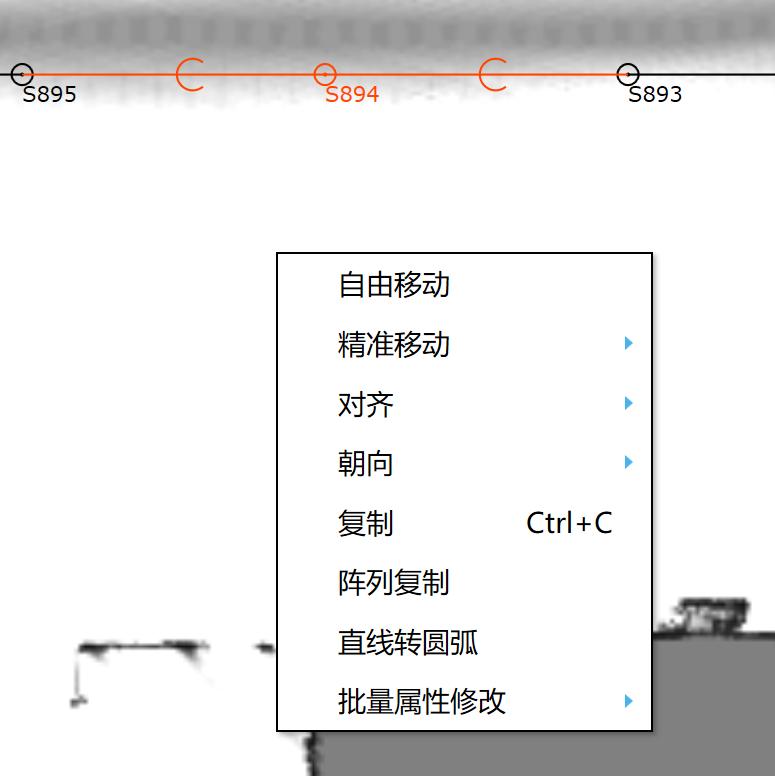 S895 S894 S893
自由移动
精准移动
对齐
朝向
复制 Ctrl+C
阵列复制
直线转圆弧
批量属性修改